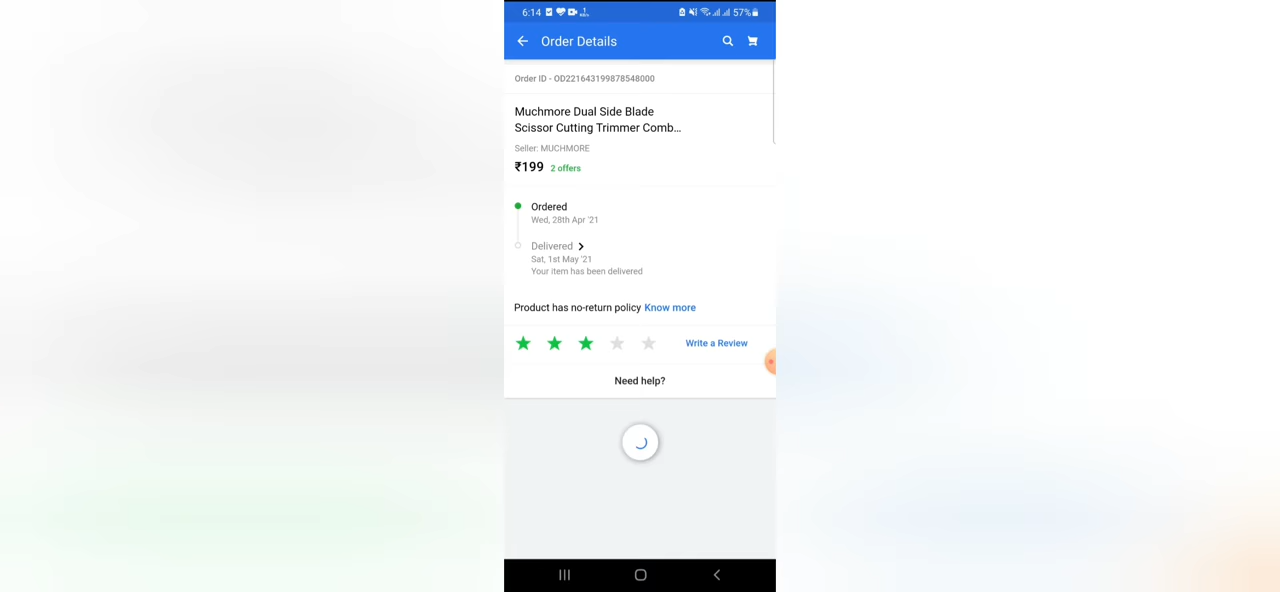 6:14 57%
Order Details
Order ID - OD221643199878548000
Muchmore Dual Side Blade
Scissor Cutting Trimmer Comb...
Seller: MUCHMORE
₹199 2 offers
Ordered
Wed, 28th Apr '21
Delivered
Sat, 1st May '21
Your item has been delivered
Product has no-return policy Know more
Write a Review
Need help?